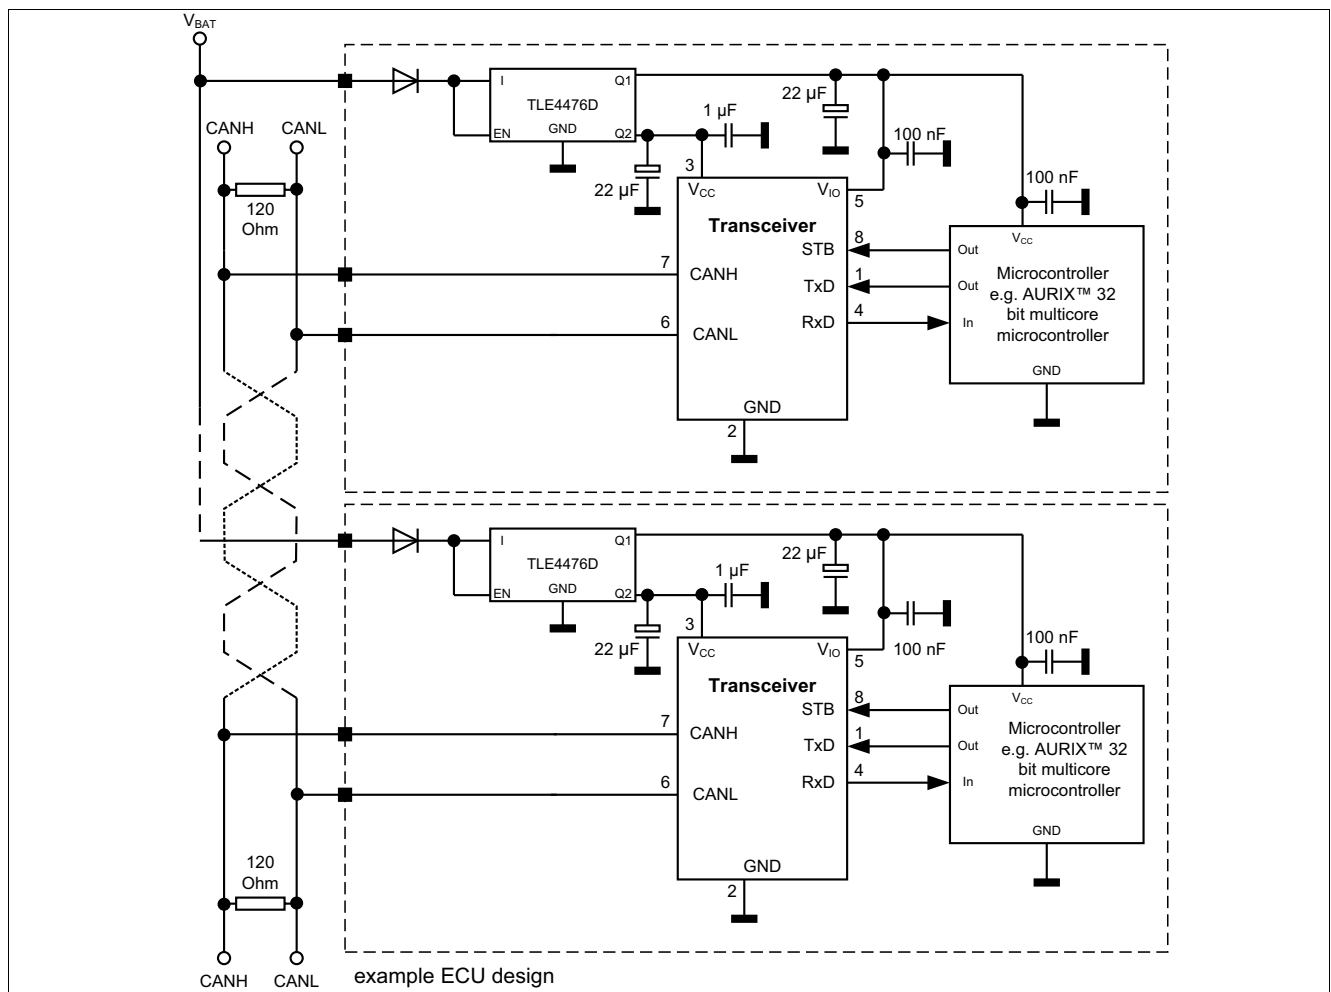 VBAT
CANH CANL
120
Ohm
I
Q1
TLE4476D
EN
GND
Q2
1 µF
22 µF
100 nF
22 µF
100 nF
3
VCC
VIO
5
Transceiver
STB
8
TxD
1
RxD
4
7
CANH
6
CANL
GND
2
VCC
Out
Out
In
Microcontroller
e.g. AURIX™ 32
bit multicore
microcontroller
GND
I
Q1
TLE4476D
EN
GND
Q2
1 µF
22 µF
22 µF
100 nF
100 nF
3
VCC
VIO
5
Transceiver
STB
8
TxD
1
RxD
4
7
CANH
6
CANL
GND
2
VCC
Out
Out
In
Microcontroller
e.g. AURIX™ 32
bit multicore
microcontroller
GND
120
Ohm
CANH CANL
example ECU design